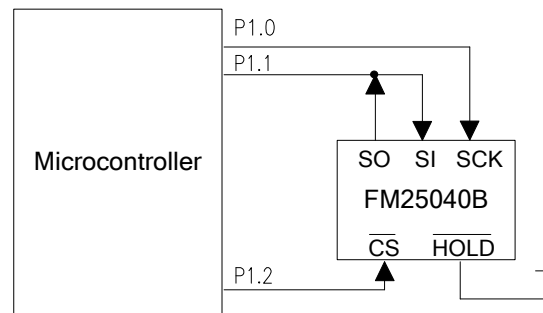 P1.0
P1.1
Microcontroller
SO SI SCK
FM25040B
CS HOLD
P1.2